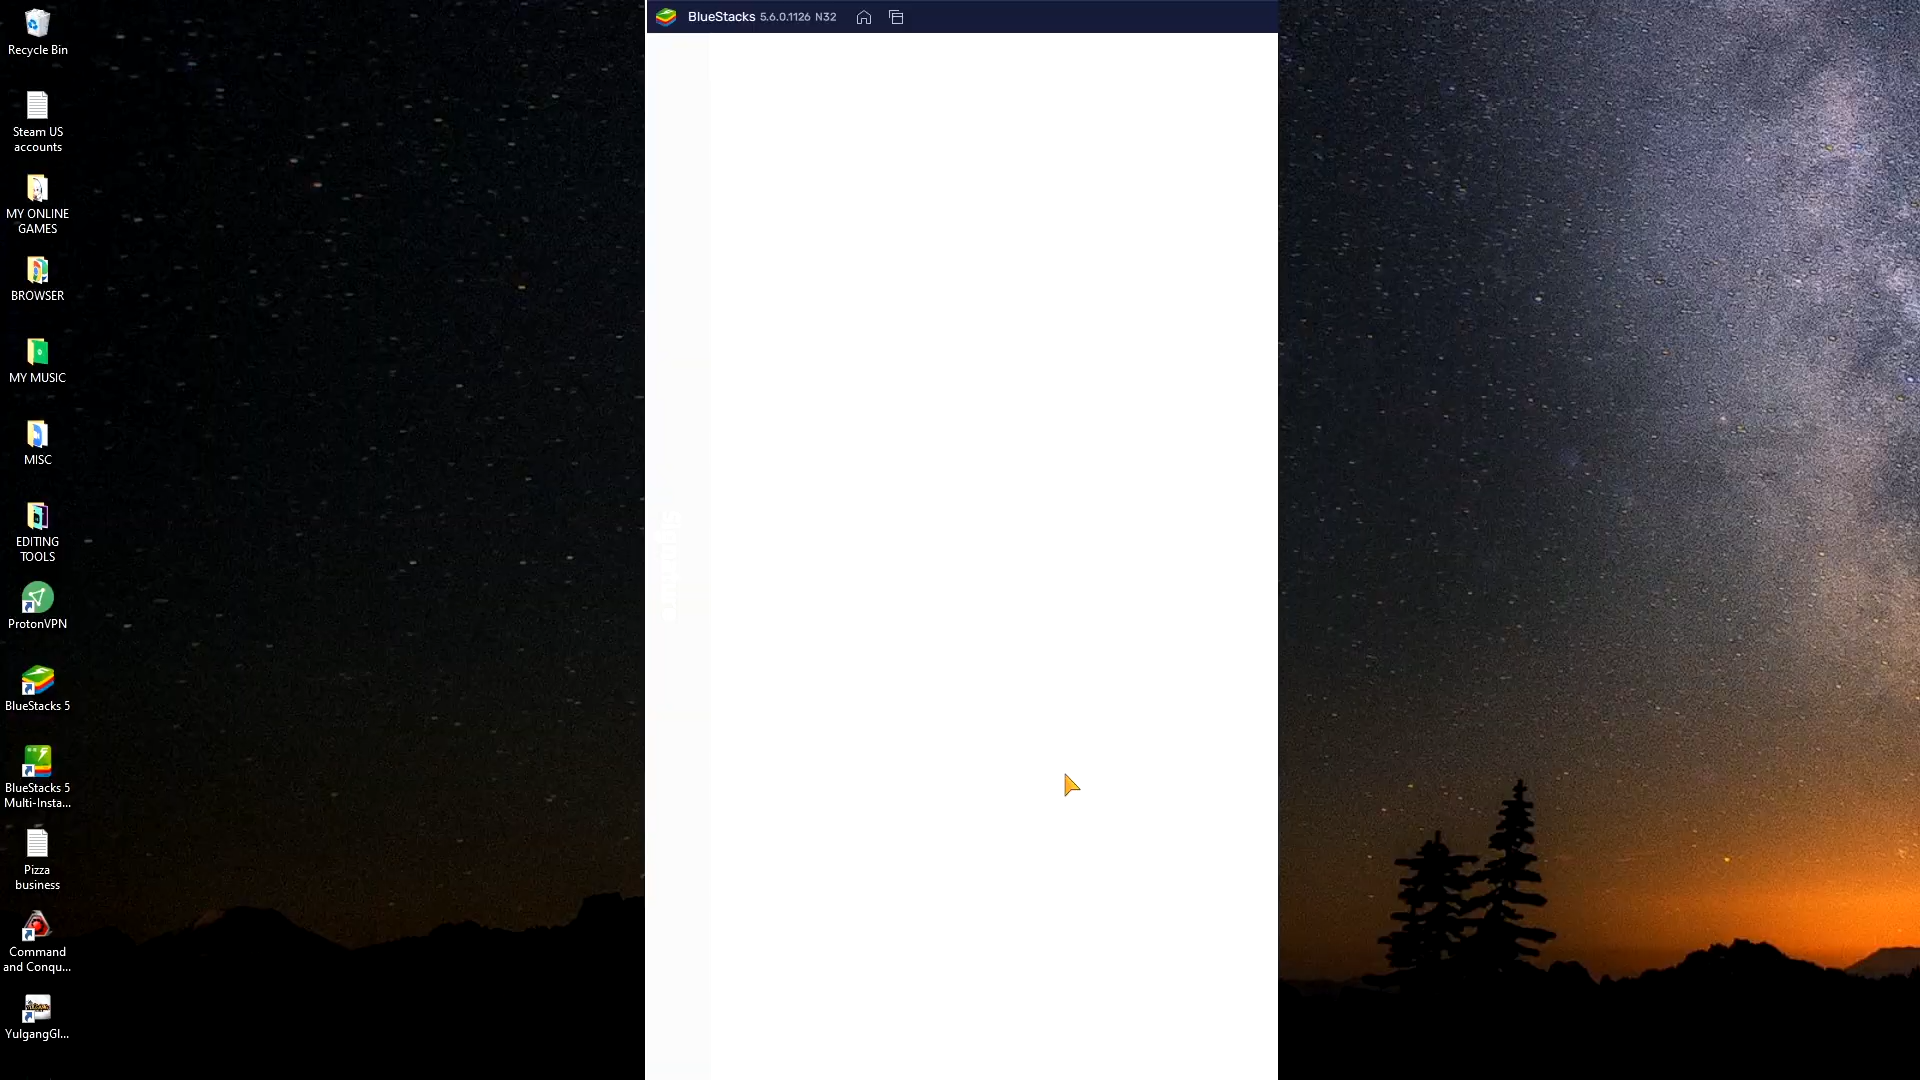 BlueStacks 5.6.0.1126 N32
Recycle Bin
Steam US
accounts
MY ONLINE
GAMES
BROWSER
MY MUSIC
MISC
EDITING
TOOLS
ProtonVPN
BlueStacks 5
BlueStacks 5
Multi-Insta...
Pizza
business
Command
and Conqu...
YulgangGl...